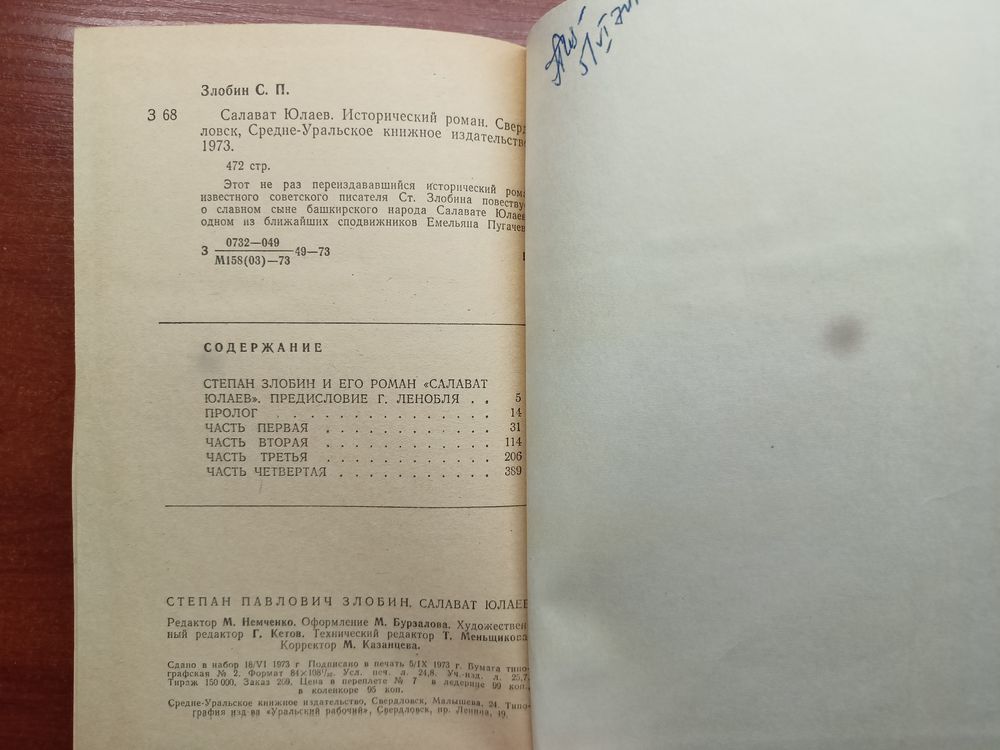 Злобин С. П.
З 68
Салават Юлаев. Исторический роман. Сверд
ловск, Средне-Уральское книжное издательство
1973.
472 стр.
Этот не раз переиздававшийся исторический рома
известного советского писателя Ст. Злобина повеству
о славном сыне башкирского народа Салавате Юлаев
одном из ближайших сподвижников Емельяна Пугачев
З 0732—049 49—73
М158(03)—73
СОДЕРЖАНИЕ
СТЕПАН ЗЛОБИН И ЕГО РОМАН «САЛАВАТ
ЮЛАЕВ». ПРЕДИСЛОВИЕ Г. ЛЕНОБЛЯ . . 5
ПРОЛОГ . . . . . . . . . . . . . 14
ЧАСТЬ ПЕРВАЯ . . . . . . . . . . . 31
ЧАСТЬ ВТОРАЯ . . . . . . . . . . . 114
ЧАСТЬ ТРЕТЬЯ . . . . . . . . . . . 206
ЧАСТЬ ЧЕТВЕРТАЯ . . . . . . . . . . 389
СТЕПАН ПАВЛОВИЧ ЗЛОБИН. САЛАВАТ ЮЛАЕВ
Редактор М. Немченко. Оформление М. Бурзалова. Художествен
ный редактор Г. Кетов. Технический редактор Т. Меньщикова.
Корректор М. Казанцева.
Сдано в набор 18/VI 1973 г Подписано в печать 5/IX 1973 г. Бумага типо-
графская № 2. Формат 84×108¹/₃₂. Усл. печ. л. 24,8. Уч.-изд. л. 25,7.
Тираж 150 000. Заказ 269. Цена в переплете № 7 в ледерине 99 коп.,
в коленкоре 95 коп.
Средне-Уральское книжное издательство, Свердловск, Малышева, 24. Типо-
графия изд-ва «Уральский рабочий», Свердловск, пр. Ленина, 49.